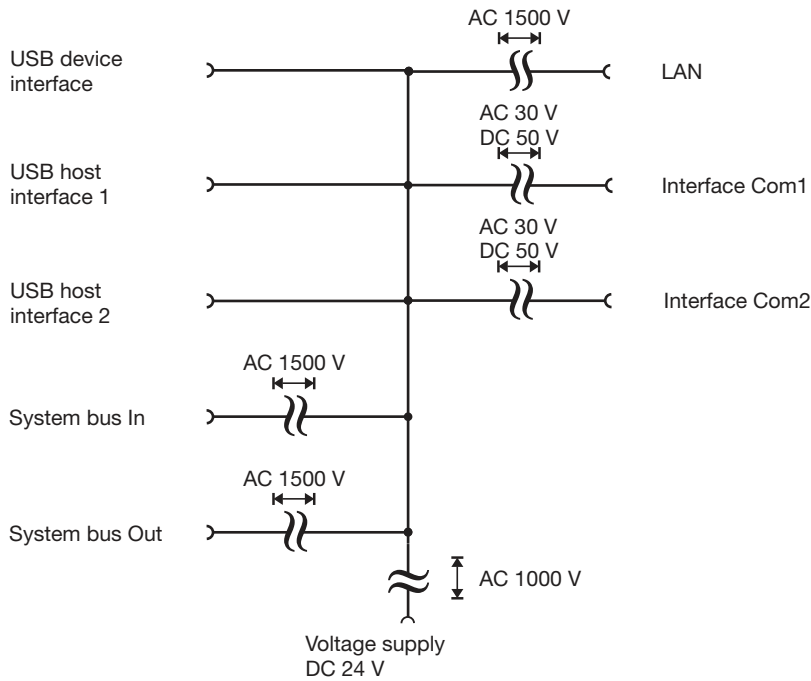 AC 1500 V
USB device
interface
LAN
AC 30 V
DC 50 V
USB host
interface 1
Interface Com1
AC 30 V
DC 50 V
USB host
interface 2
Interface Com2
AC 1500 V
System bus In
AC 1500 V
System bus Out
AC 1000 V
Voltage supply
DC 24 V